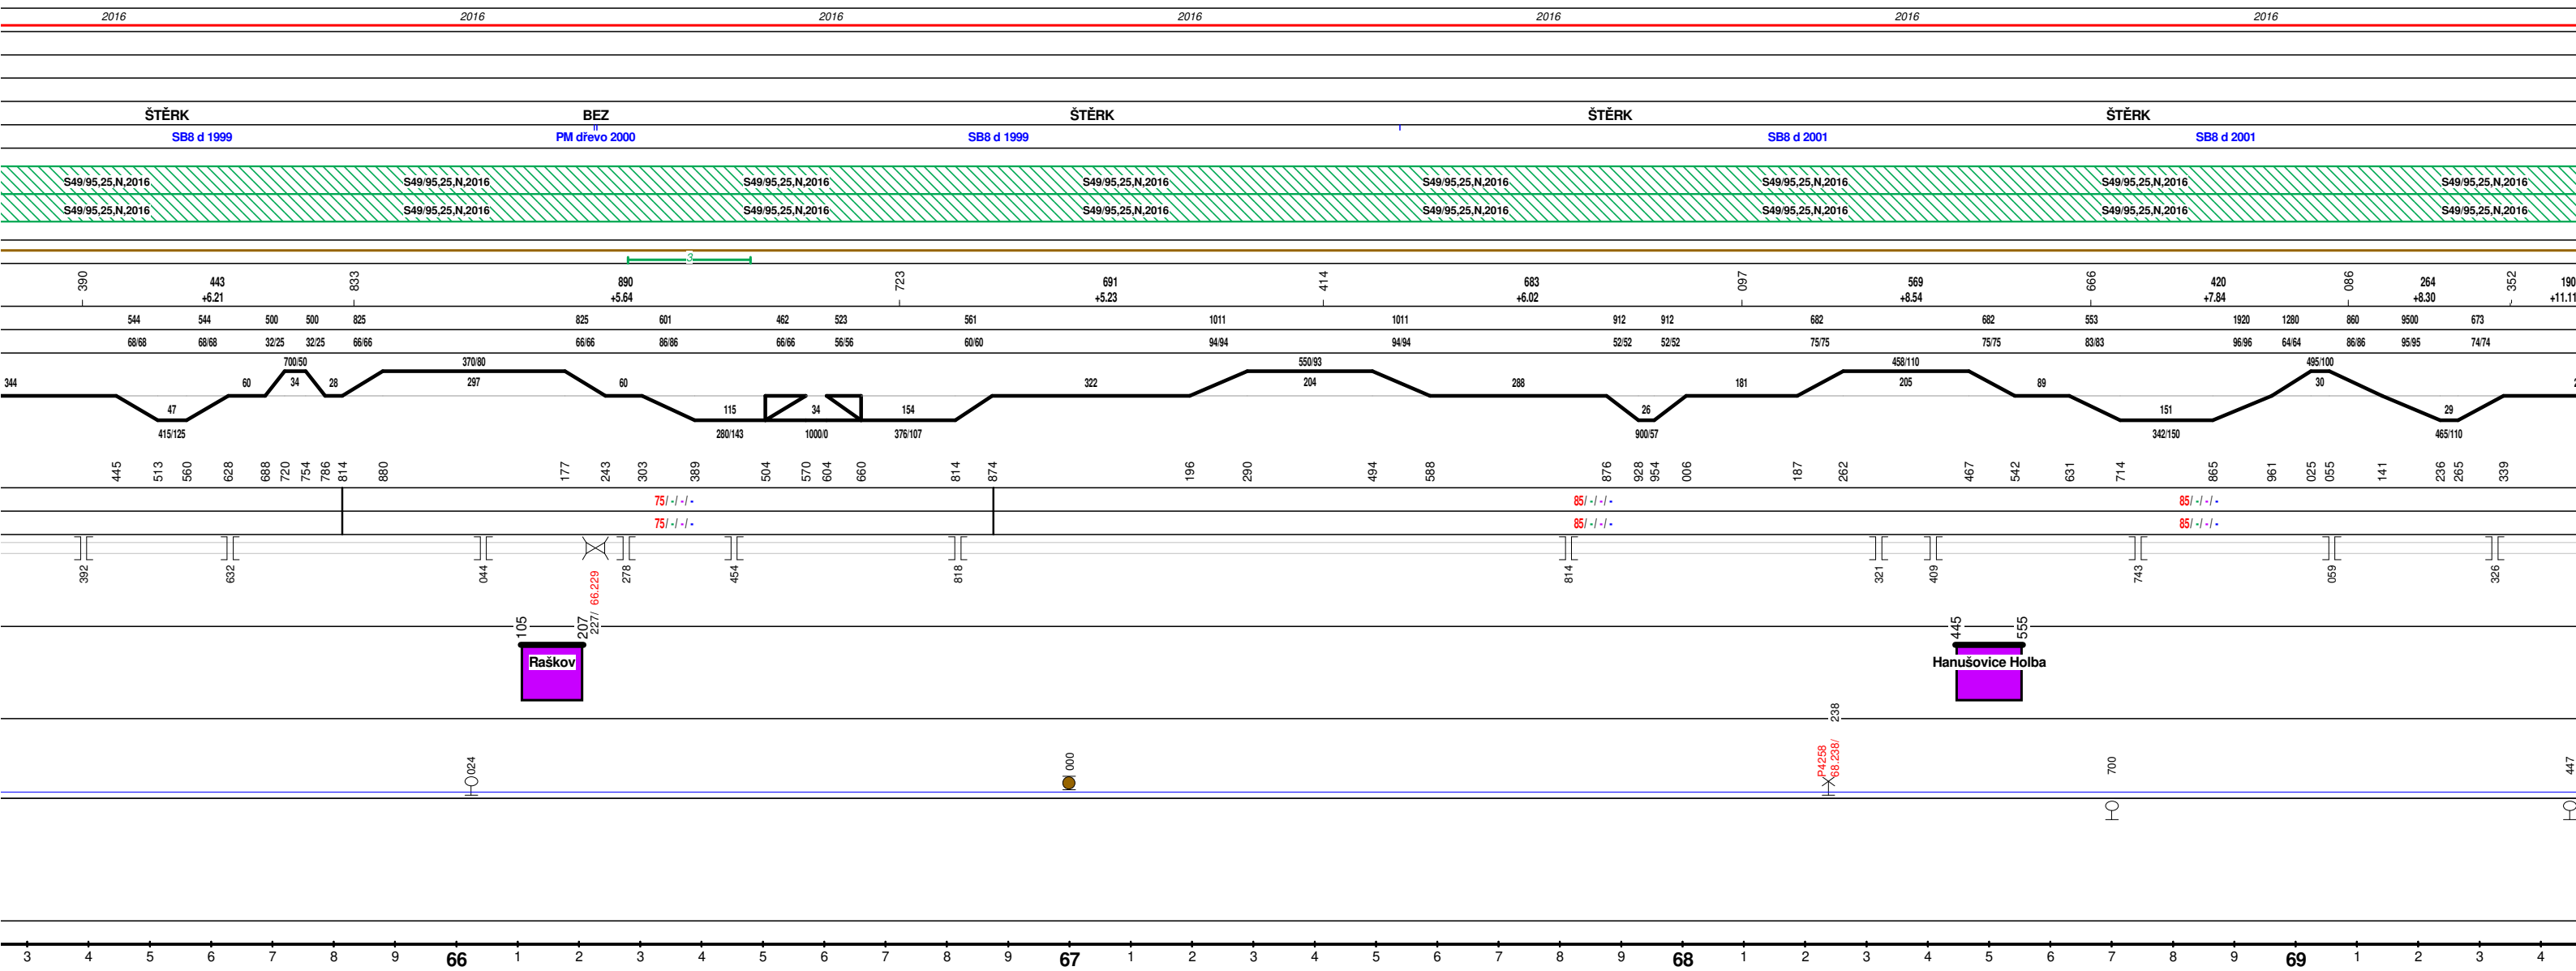 2016 2016 2016 2016 2016 2016 2016
ŠTĚRK BEZ ŠTĚRK ŠTĚRK ŠTĚRK
SB8 d 1999 PM dřevo 2000 SB8 d 1999 SB8 d 2001 SB8 d 2001
S49/95,25,N,2016 S49/95,25,N,2016 S49/95,25,N,2016 S49/95,25,N,2016 S49/95,25,N,2016 S49/95,25,N,2016 S49/95,25,N,2016 S49/95,25,N,2016
S49/95,25,N,2016 S49/95,25,N,2016 S49/95,25,N,2016 S49/95,25,N,2016 S49/95,25,N,2016 S49/95,25,N,2016 S49/95,25,N,2016 S49/95,25,N,2016
3
390 443 833 890 723 691 414 683 097 569 666 420 086 264 352 190
+6.21 +5.64 +5.23 +6.02 +8.54 +7.84 +8.30 +11.11
544 544 500 500 825 825 601 462 523 561 1011 1011 912 912 682 682 553 1920 1280 860 9500 673
68/68 68/68 32/25 32/25 66/66 66/66 86/86 66/66 56/56 60/60 94/94 94/94 52/52 52/52 75/75 75/75 83/83 96/96 64/64 86/86 95/95 74/74
700/50 370/80 550/93 458/110 495/100
344 60 34 28 297 60 322 204 288 181 205 89 30
47 115 34 154 26 151 29
415/125 280/143 1000/0 376/107 900/57 342/150 465/110
445 513 560 628 688 720 754 786 814 880 177 243 303 389 504 570 604 660 814 874 196 290 494 588 876 928 954 006 187 262 467 542 631 714 865 961 025 055 141 236 265 339
75/ -/ -/ - 85/ -/ -/ - 85/ -/ -/ -
75/ -/ -/ - 85/ -/ -/ - 85/ -/ -/ -
392 632 044 278 454 818 814 321 409 743 059 326
227/ 66.229
105 207 445 555
Raškov Hanušovice Holba
238
P4258
68.238/
024 000 700 447
3 4 5 6 7 8 9 66 1 2 3 4 5 6 7 8 9 67 1 2 3 4 5 6 7 8 9 68 1 2 3 4 5 6 7 8 9 69 1 2 3 4